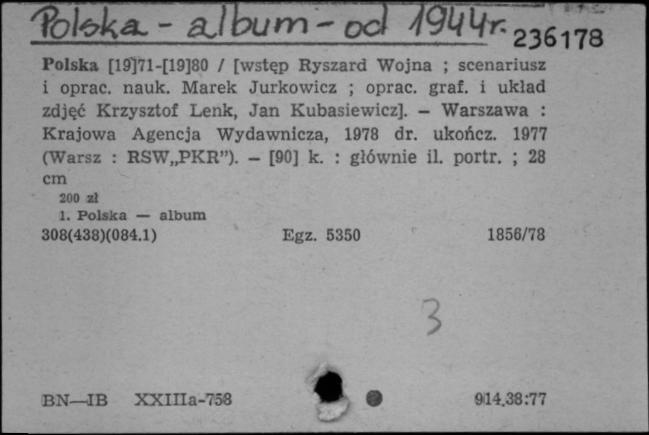 Polska - album - od 1944r. 236178
Polska [19]71-[19]80 / [wstęp Ryszard Wojna ; scenariusz
i oprac. nauk. Marek Jurkowicz ; oprac. graf. i układ
zdjęć Krzysztof Lenk, Jan Kubasiewicz]. — Warszawa :
Krajowa Agencja Wydawnicza, 1978 dr. ukończ. 1977
(Warsz : RSW„PKR”). — [90] k. : głównie il. portr. ; 28
cm
200 zł
1. Polska — album
308(438)(084.1) Egz. 5350 1856/78
3
BN—IB XXIIIa-758 914.38:77